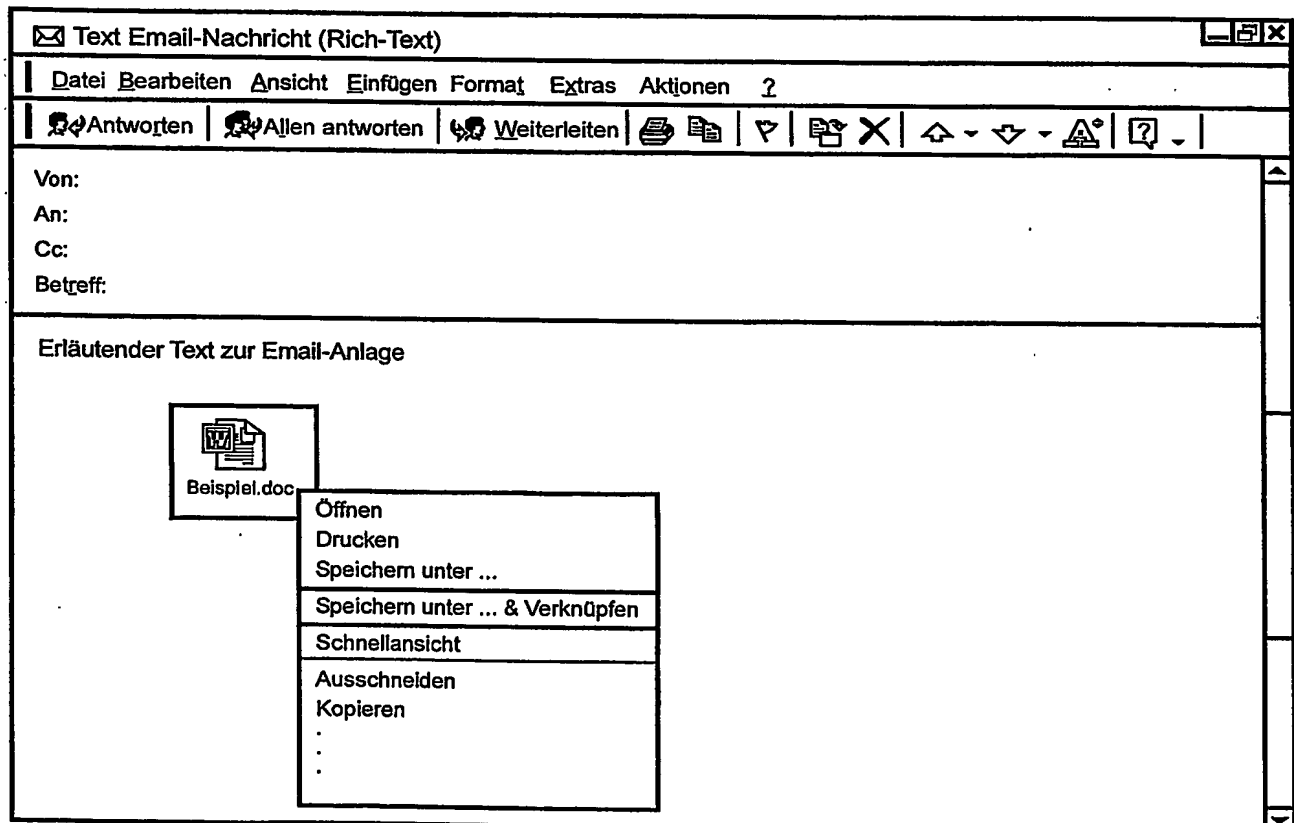 Text Email-Nachricht (Rich-Text)
Datei Bearbeiten Ansicht Einfügen Format Extras Aktionen ?
Antworten Allen antworten Weiterleiten
Von:
An:
Cc:
Betreff:
Erläutender Text zur Email-Anlage
W
Beispiel.doc
Öffnen
Drucken
Speichern unter ...
Speichern unter ... & Verknüpfen
Schnellansicht
Ausschneiden
Kopieren
.
.
.